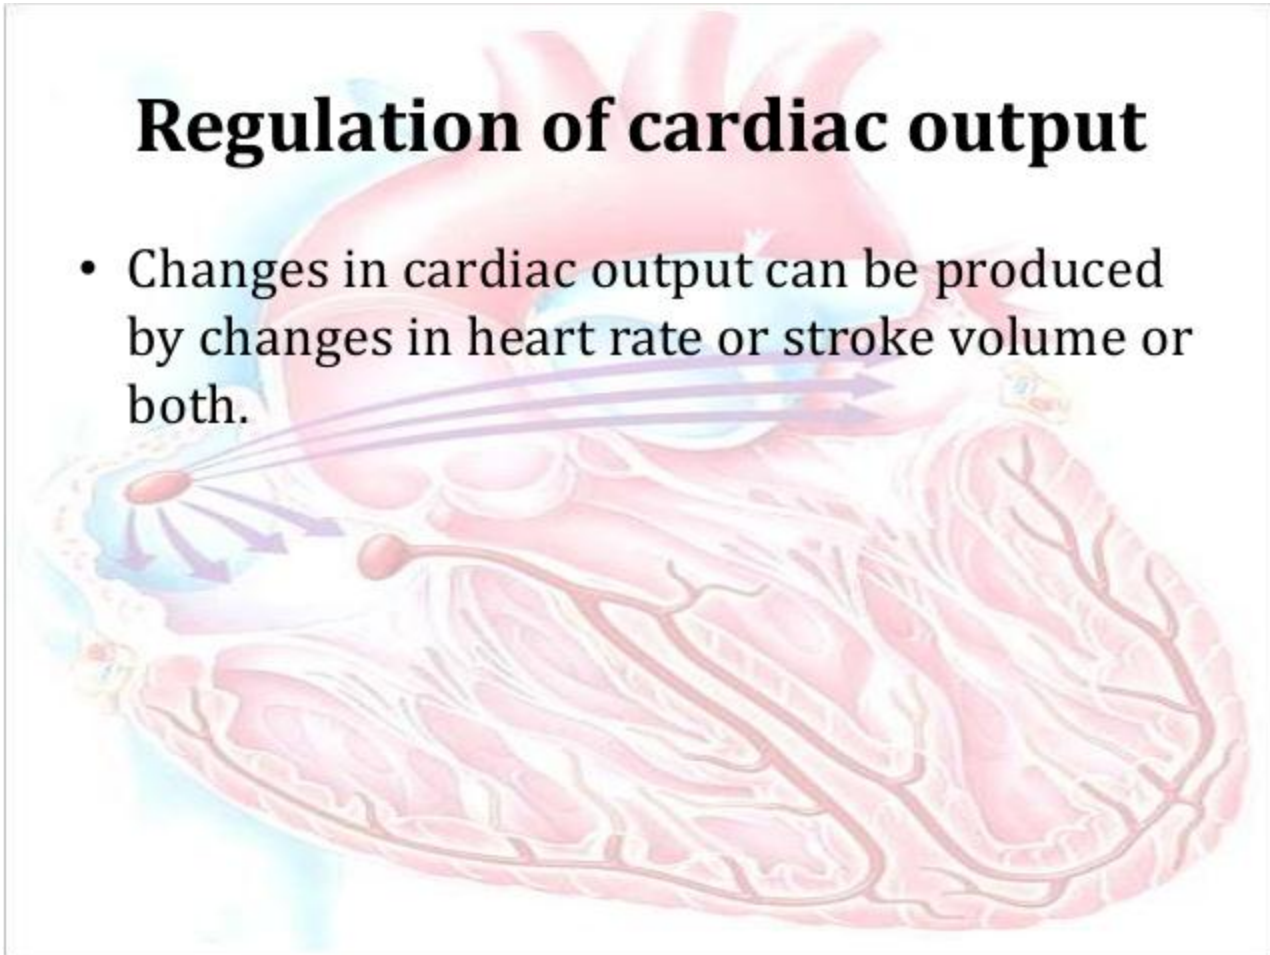 Regulation of cardiac output
• Changes in cardiac output can be produced
by changes in heart rate or stroke volume or
both.